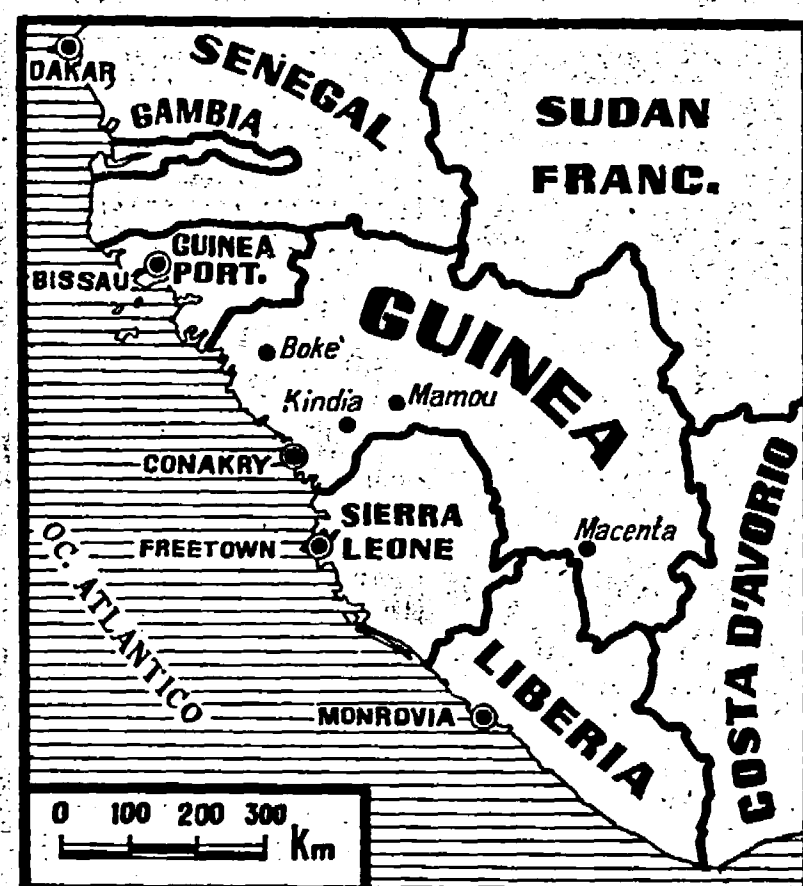 DAKAR
SENEGAL
GAMBIA
SUDAN
FRANC.
GUINEA
PORT.
BISSAU
GUINEA
Boke'
Kindia
Mamou
CONAKRY
SIERRA
LEONE
FREETOWN
Macenta
OC. ATLANTICO
LIBERIA
COSTA D'AVORIO
MONROVIA
0 100 200 300
Km